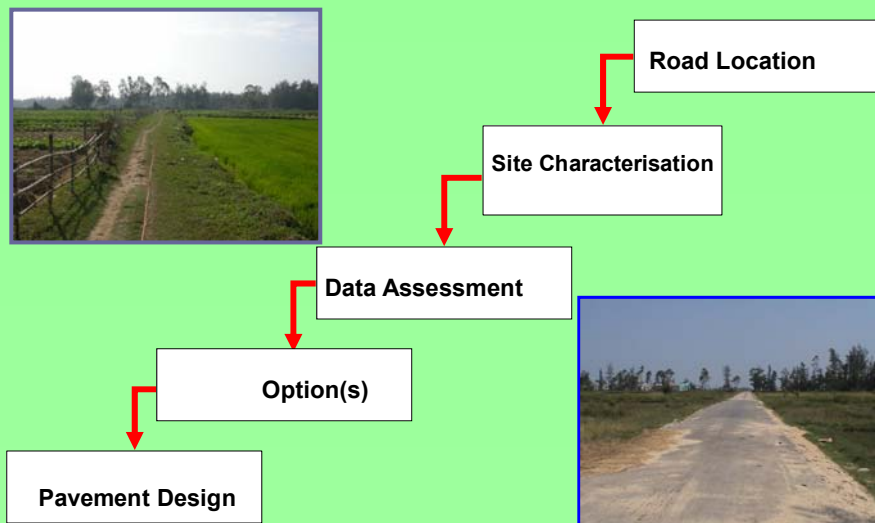 Road Location
Site Characterisation
Data Assessment
Option(s)
Pavement Design